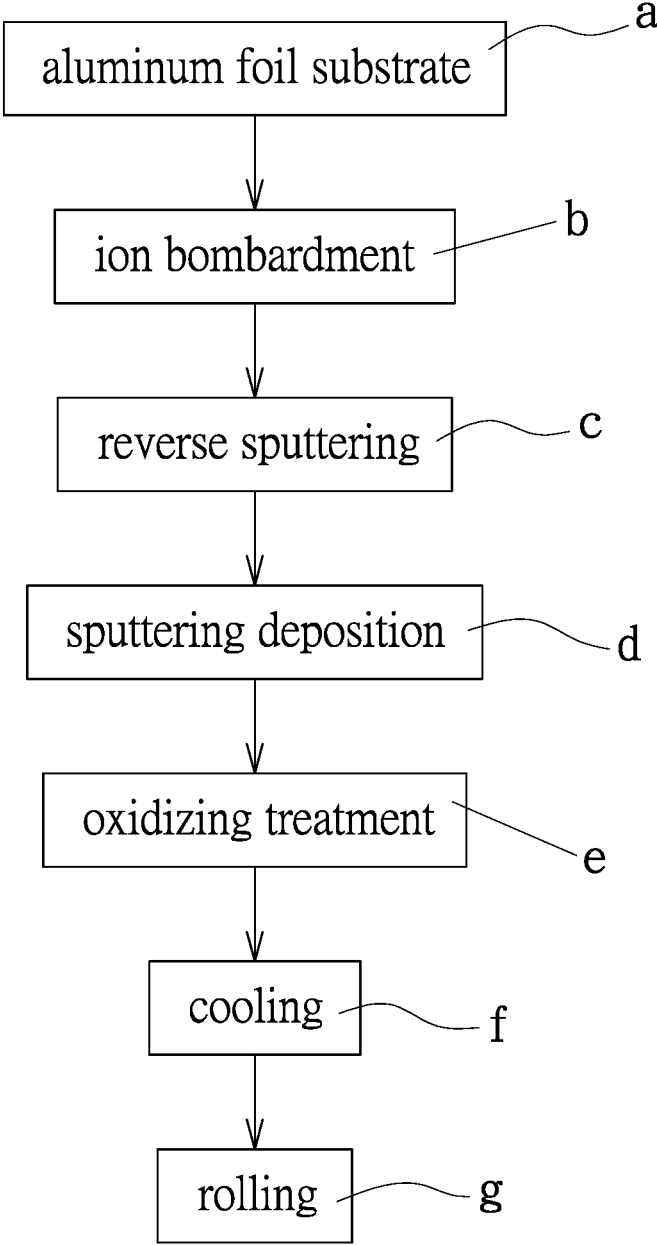 a
aluminum foil substrate
b
ion bombardment
c
reverse sputtering
sputtering deposition
d
oxidizing treatment
e
cooling
f
rolling
g